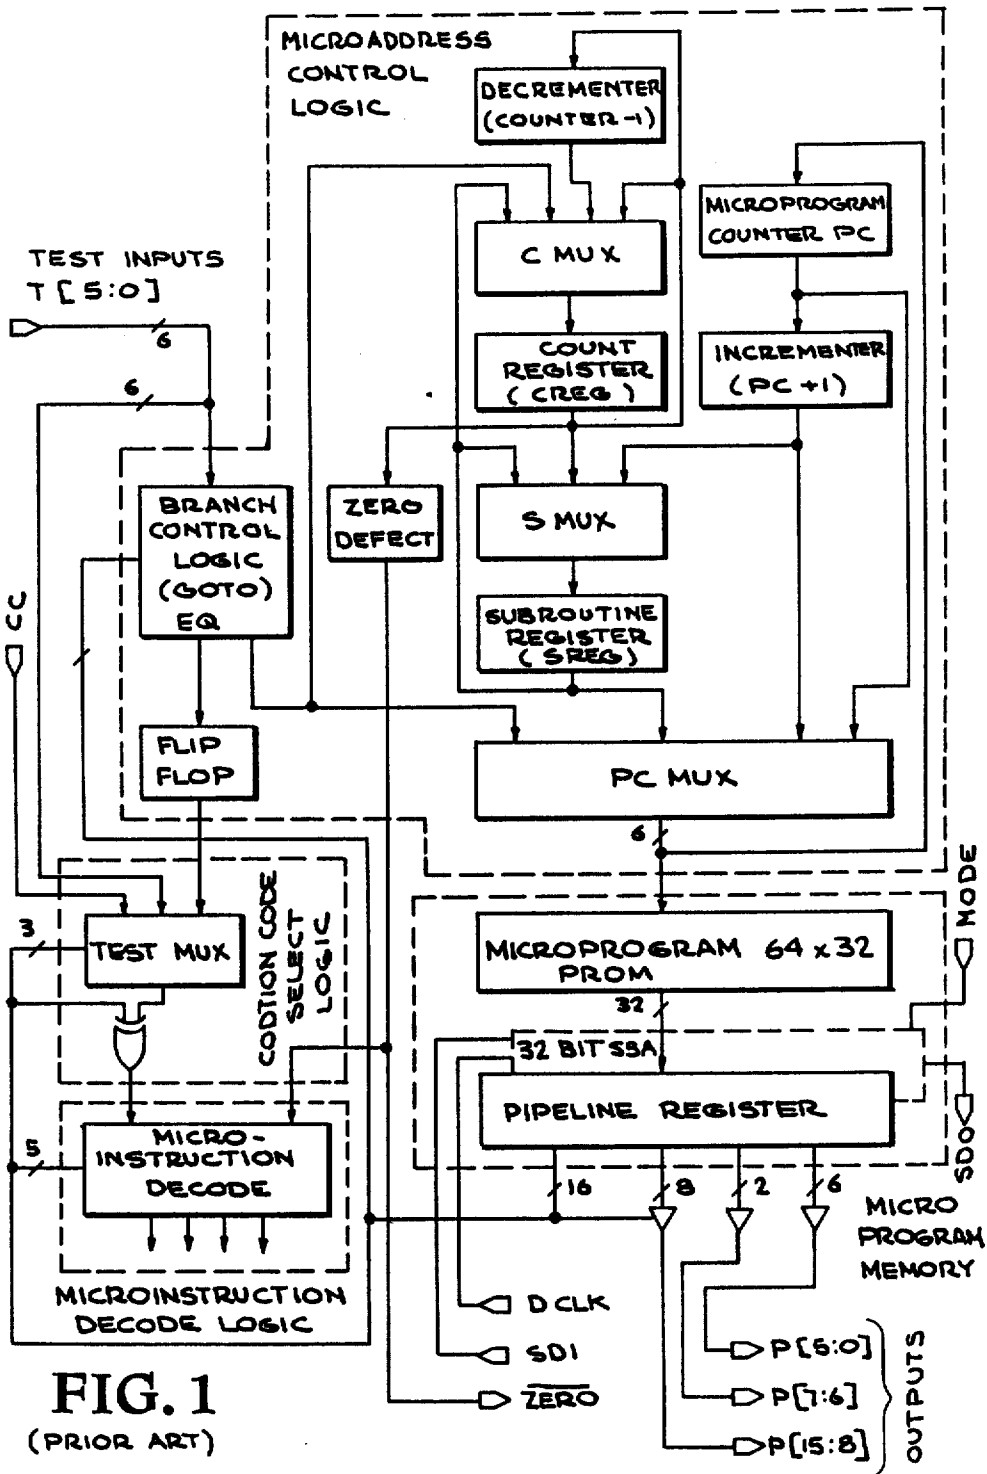 MICROADDRESS
CONTROL
LOGIC
DECREMENTER
(COUNTER-1)
MICROPROGRAM
COUNTER PC
C MUX
TEST INPUTS
T [5:0]
6
6
COUNT
REGISTER
(CREG)
INCREMENTER
(PC+1)
BRANCH
CONTROL
LOGIC
(GOTO)
EQ
ZERO
DEFECT
S MUX
SUBROUTINE
REGISTER
(SREG)
CC
FLIP
FLOP
PC MUX
6
MODE
3
TEST MUX
CODTION CODE
SELECT
LOGIC
MICROPROGRAM 64 x 32
PROM
32
32 BIT SSA
PIPELINE REGISTER
SDO
5
MICRO-
INSTRUCTION
DECODE
16
8
2
6
MICRO
PROGRAM
MEMORY
MICROINSTRUCTION
DECODE LOGIC
DCLK
SDI
ZERO
P[5:0]
P[7:6]
P[15:8]
OUTPUTS
FIG. 1
(PRIOR ART)